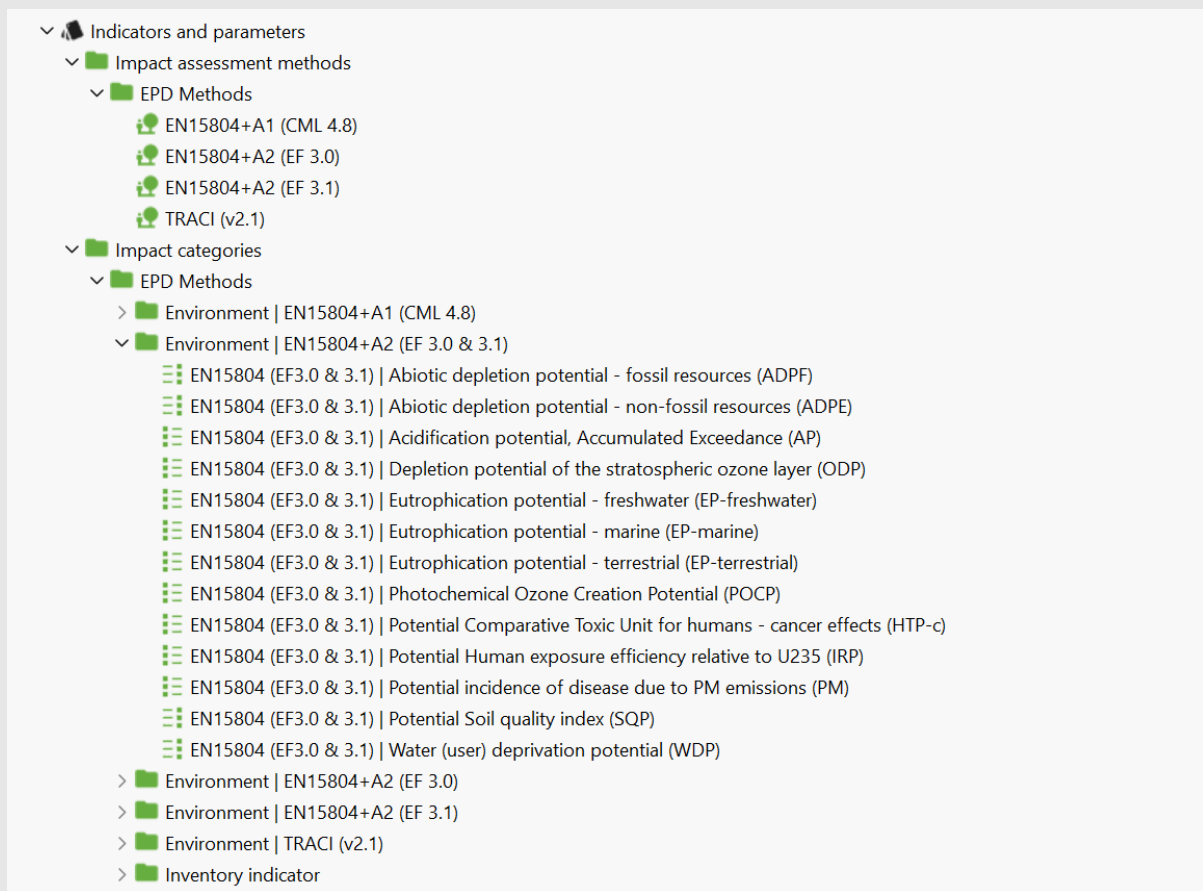 Indicators and parameters
Impact assessment methods
EPD Methods
EN15804+A1 (CML 4.8)
EN15804+A2 (EF 3.0)
EN15804+A2 (EF 3.1)
TRACI (v2.1)
Impact categories
EPD Methods
Environment | EN15804+A1 (CML 4.8)
Environment | EN15804+A2 (EF 3.0 & 3.1)
EN15804 (EF3.0 & 3.1) | Abiotic depletion potential - fossil resources (ADPF)
EN15804 (EF3.0 & 3.1) | Abiotic depletion potential - non-fossil resources (ADPE)
EN15804 (EF3.0 & 3.1) | Acidification potential, Accumulated Exceedance (AP)
EN15804 (EF3.0 & 3.1) | Depletion potential of the stratospheric ozone layer (ODP)
EN15804 (EF3.0 & 3.1) | Eutrophication potential - freshwater (EP-freshwater)
EN15804 (EF3.0 & 3.1) | Eutrophication potential - marine (EP-marine)
EN15804 (EF3.0 & 3.1) | Eutrophication potential - terrestrial (EP-terrestrial)
EN15804 (EF3.0 & 3.1) | Photochemical Ozone Creation Potential (POCP)
EN15804 (EF3.0 & 3.1) | Potential Comparative Toxic Unit for humans - cancer effects (HTP-c)
EN15804 (EF3.0 & 3.1) | Potential Human exposure efficiency relative to U235 (IRP)
EN15804 (EF3.0 & 3.1) | Potential incidence of disease due to PM emissions (PM)
EN15804 (EF3.0 & 3.1) | Potential Soil quality index (SQP)
EN15804 (EF3.0 & 3.1) | Water (user) deprivation potential (WDP)
Environment | EN15804+A2 (EF 3.0)
Environment | EN15804+A2 (EF 3.1)
Environment | TRACI (v2.1)
Inventory indicator